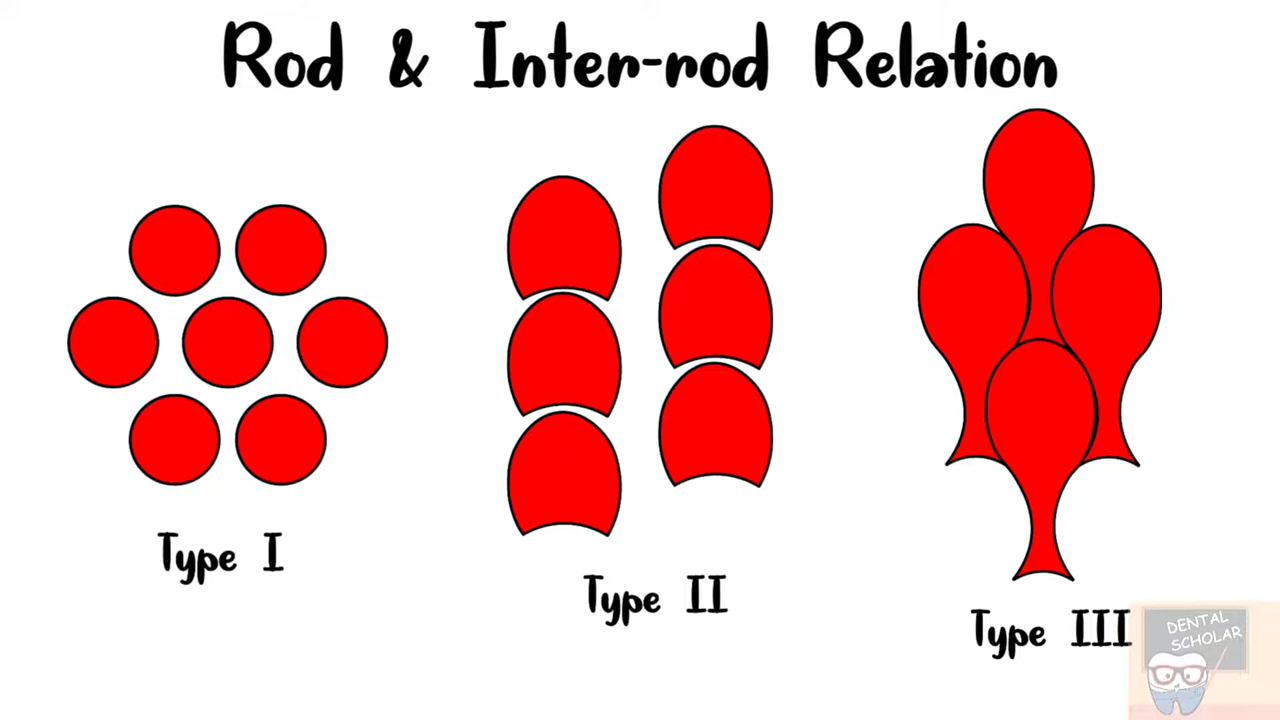 Rod & Inter-rod Relation
Type I
Type II
Type III
DENTAL
SCHOLAR